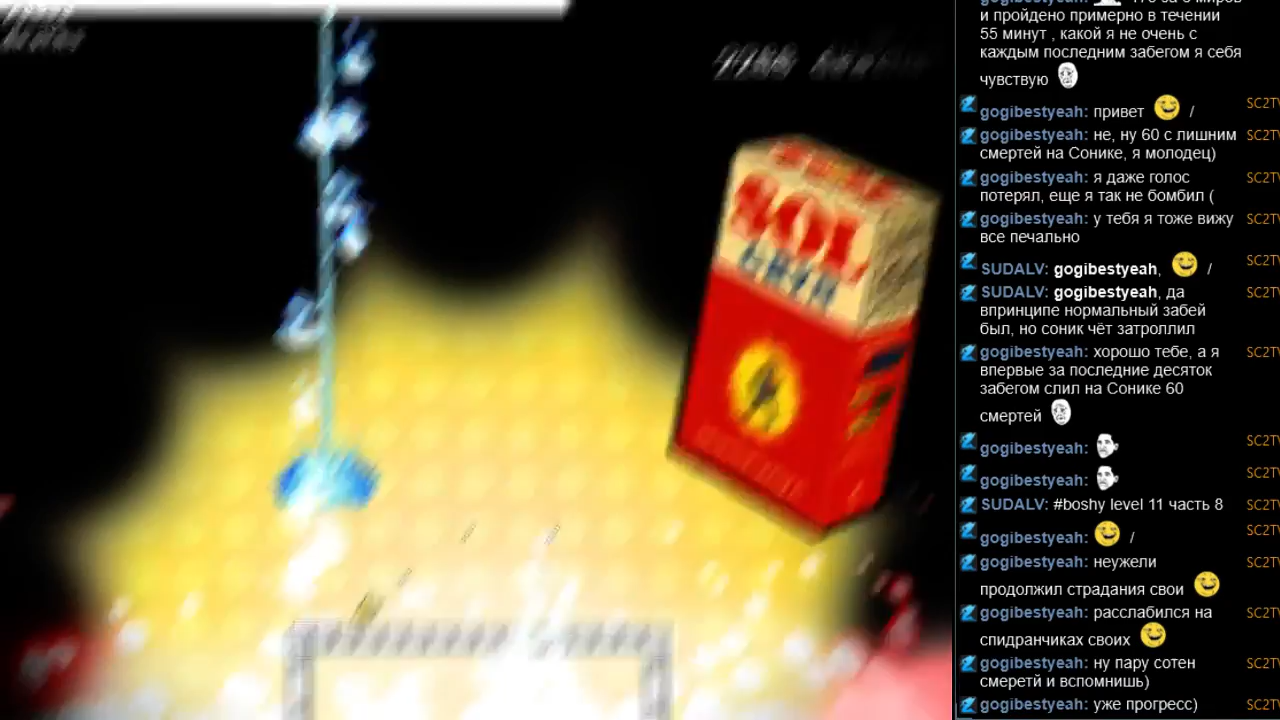 и пройдено примерно в течении
55 минут , какой я не очень с
каждым последним забегом я себя
чувствую
gogibestyeah: привет /
gogibestyeah: не, ну 60 с лишним
смертей на Сонике, я молодец)
gogibestyeah: я даже голос
потерял, еще я так не бомбил (
gogibestyeah: у тебя я тоже вижу
все печально
SUDALV: gogibestyeah, /
SUDALV: gogibestyeah, да
впринципе нормальный забей
был, но соник чёт затроллил
gogibestyeah: хорошо тебе, а я
впервые за последние десяток
забегом слил на Сонике 60
смертей
gogibestyeah:
gogibestyeah:
SUDALV: #boshy level 11 часть 8
gogibestyeah: /
gogibestyeah: неужели
продолжил страдания свои
gogibestyeah: расслабился на
спидранчиках своих
gogibestyeah: ну пару сотен
смеретй и вспомнишь)
gogibestyeah: уже прогресс)